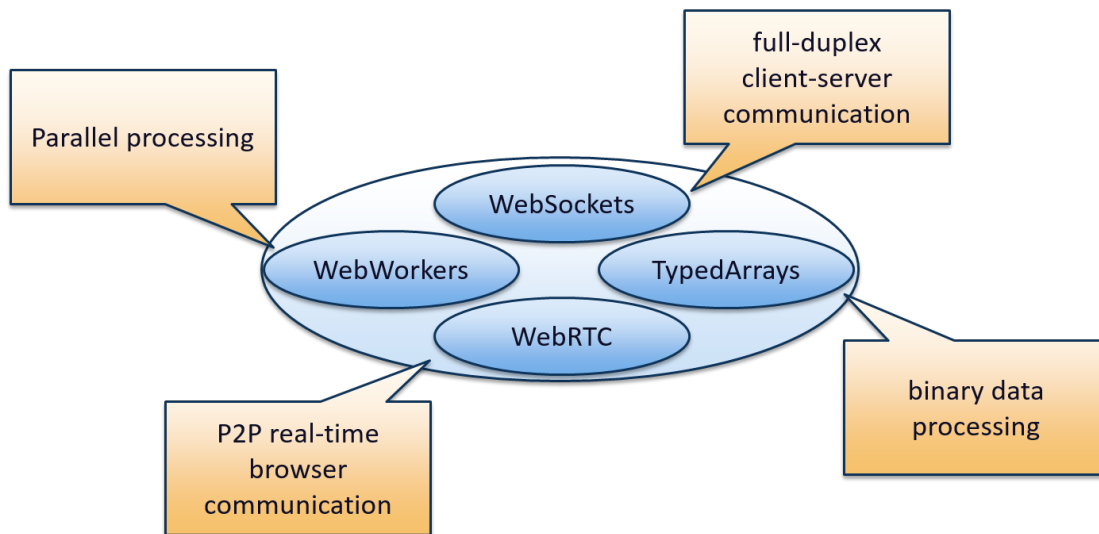 full-duplex
client-server
communication
Parallel processing
WebSockets
WebWorkers
TypedArrays
WebRTC
binary data
processing
P2P real-time
browser
communication